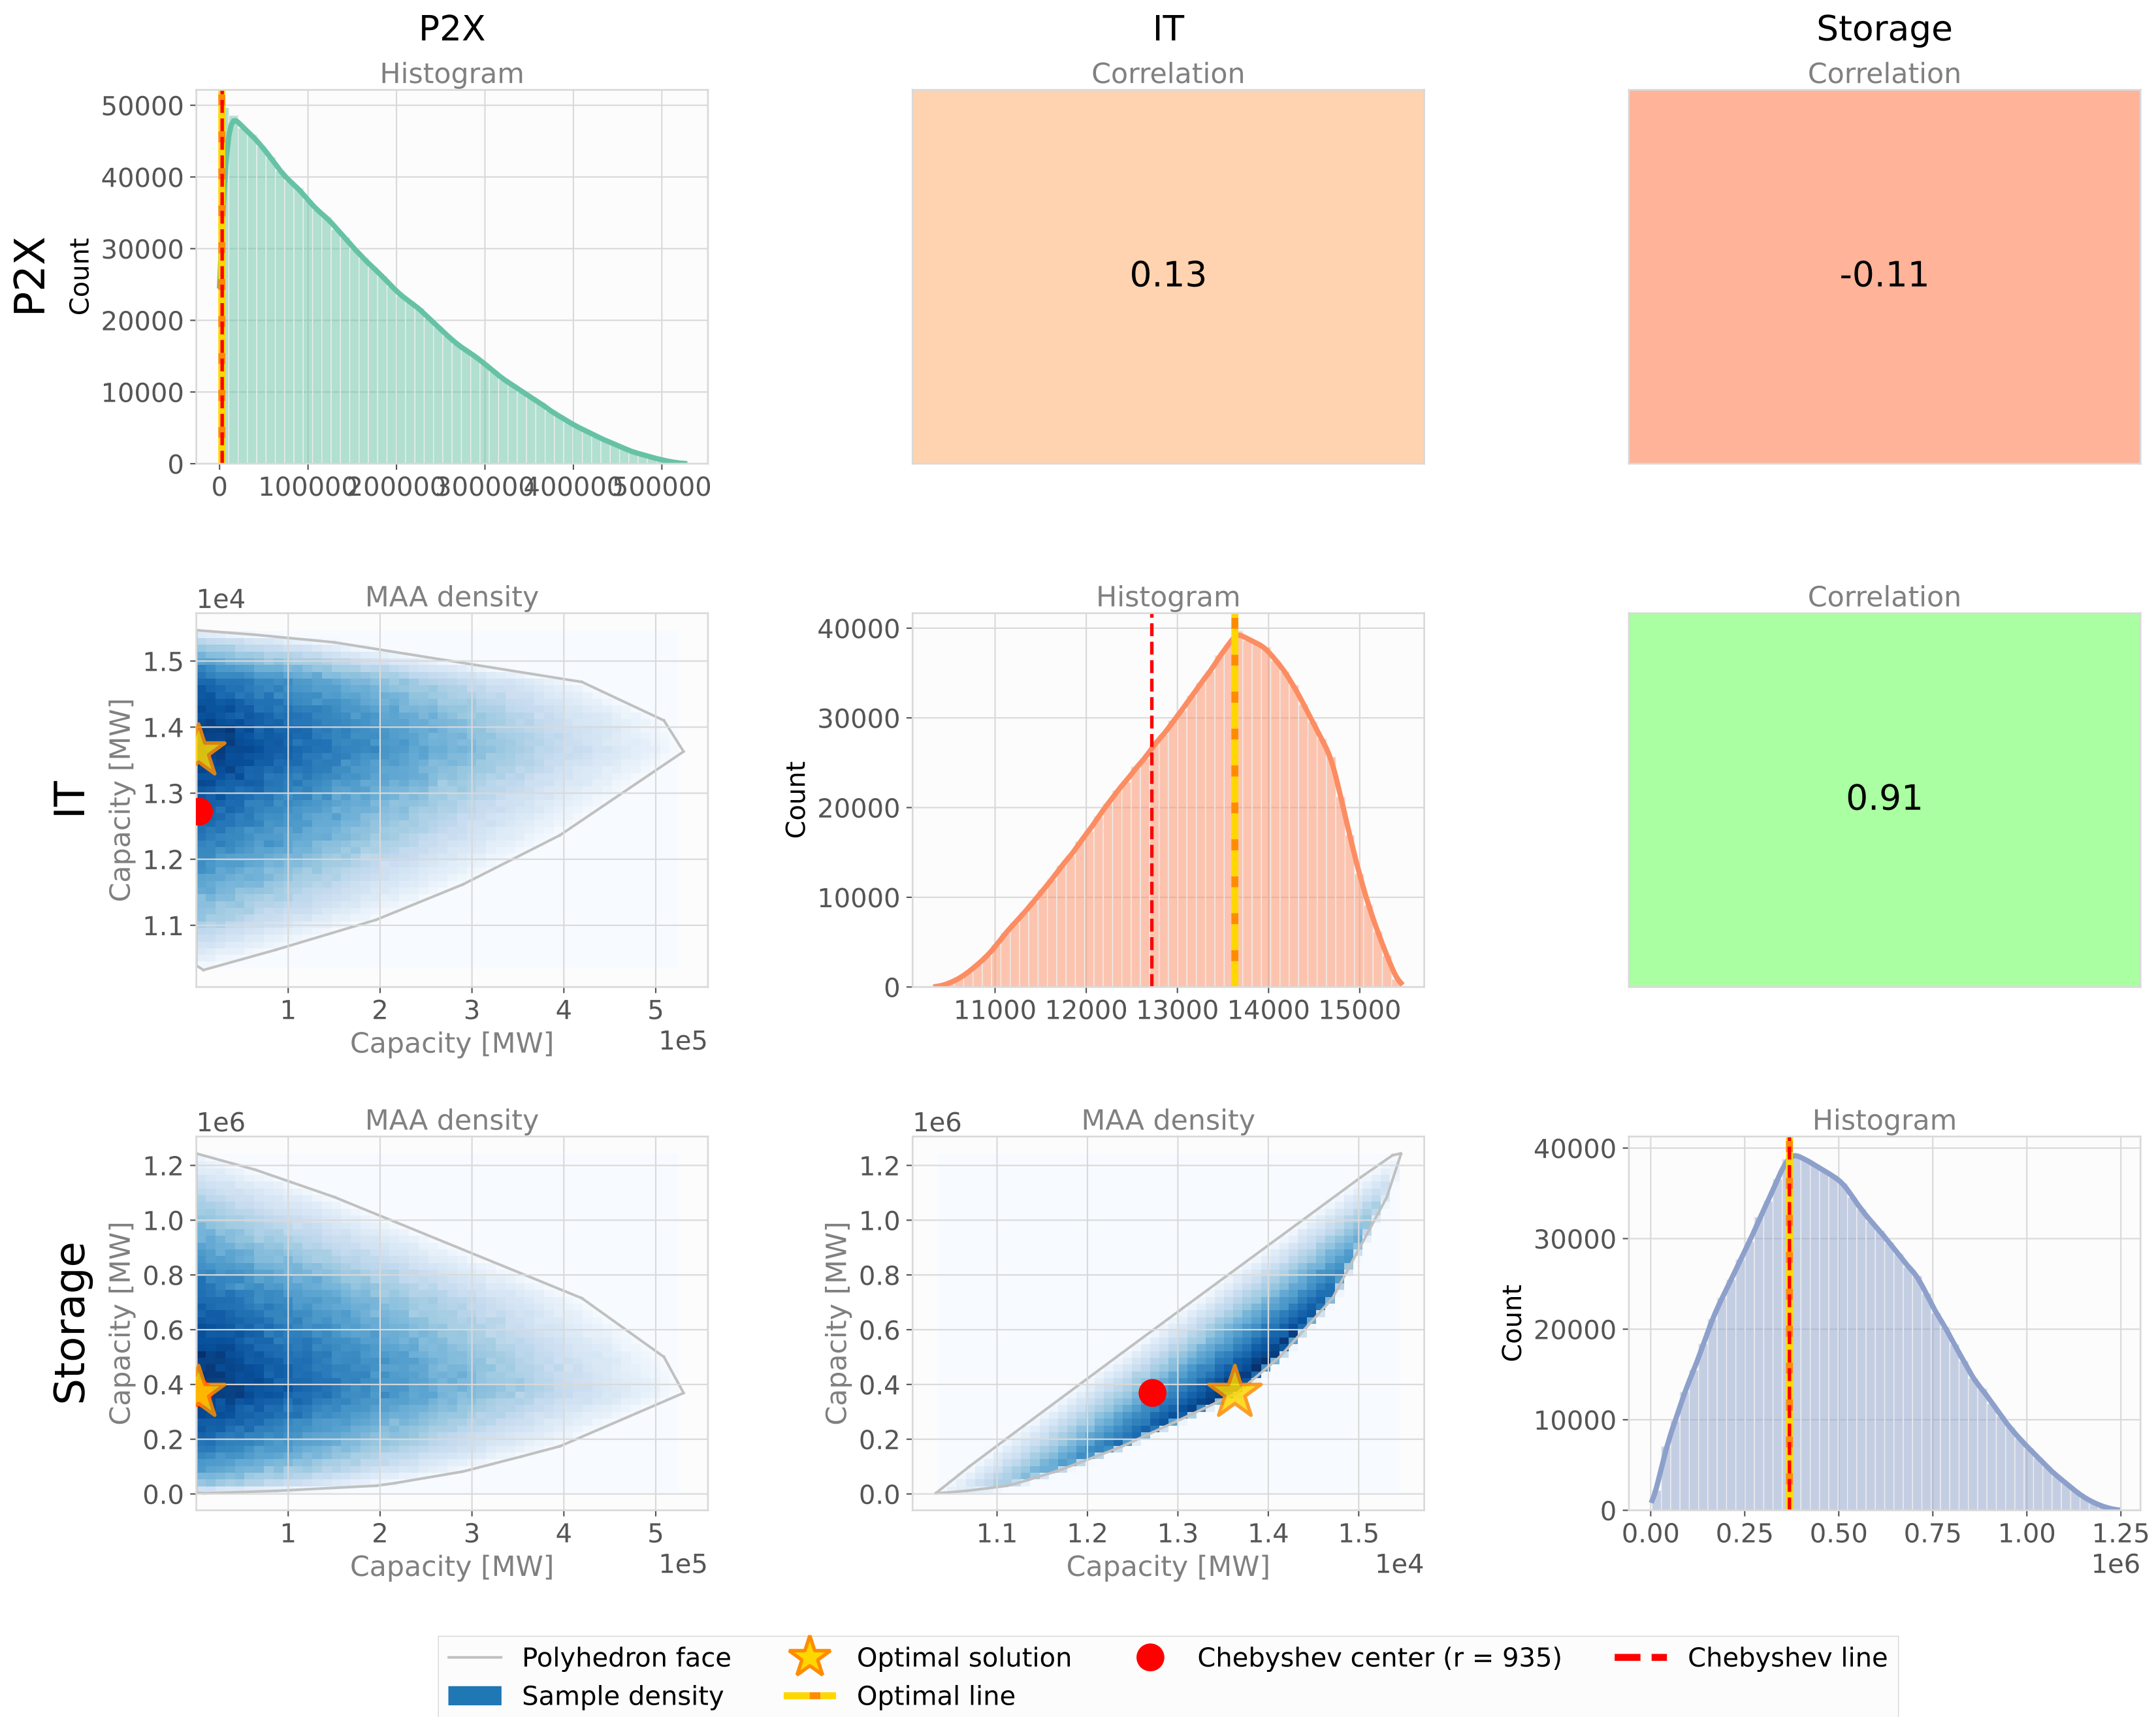 P2X IT Storage
Histogram Correlation Correlation
P2X
Count
50000
40000
30000
20000
10000
0
0 100000 200000 300000 400000 500000
0.13
-0.11
MAA density Histogram Correlation
IT
1e4
Capacity [MW]
1.5
1.4
1.3
1.2
1.1
1 2 3 4 5
Capacity [MW] 1e5
Count
40000
30000
20000
10000
0
11000 12000 13000 14000 15000
0.91
MAA density MAA density Histogram
Storage
1e6
Capacity [MW]
1.2
1.0
0.8
0.6
0.4
0.2
0.0
1 2 3 4 5
Capacity [MW] 1e5
1e6
Capacity [MW]
1.2
1.0
0.8
0.6
0.4
0.2
0.0
1.1 1.2 1.3 1.4 1.5
Capacity [MW] 1e4
Count
40000
30000
20000
10000
0
0.00 0.25 0.50 0.75 1.00 1.25
1e6
Polyhedron face Optimal solution Chebyshev center (r = 935) Chebyshev line
Sample density Optimal line